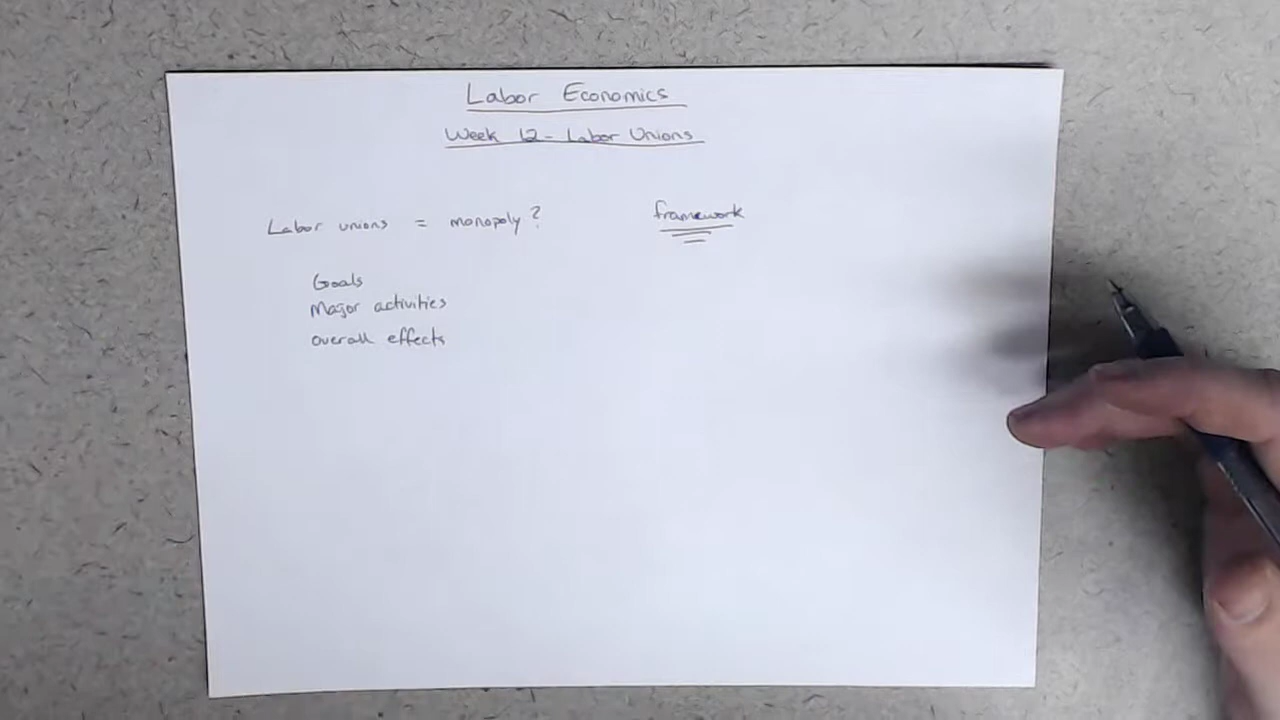 Labor Economics
Week 12 - Labor Unions
Labor unions = monopoly? framework
Goals
Major activities
overall effects